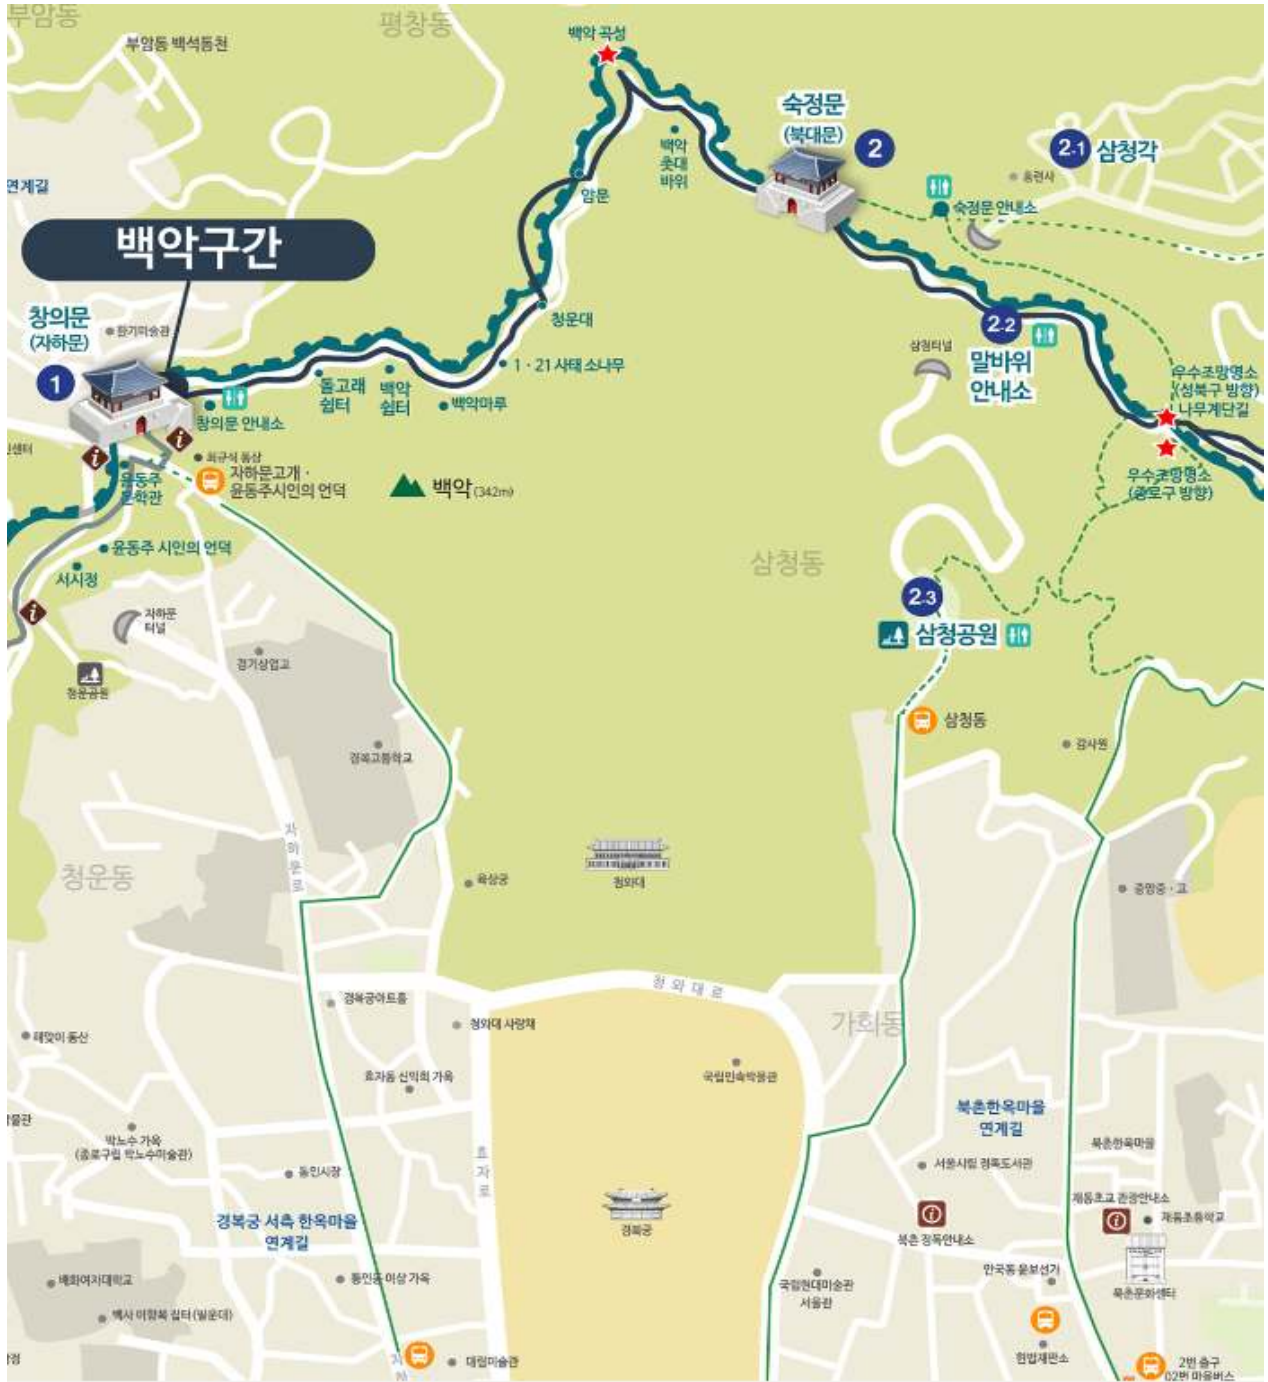 부암동
평창동
부암동 백석동천
백악 곡성
숙정문
(북대문)
2
2-1 삼청각
홍련사
백악
촛대
바위
연계길
암문
숙정문 안내소
백악구간
창의문
(자하문)
1
환기미술관
청운대
1 · 21 사태 소나무
2-2
말바위
안내소
삼청터널
우수조망명소
(성북구 방향)
나무계단길
돌고래
쉼터
백악
쉼터
백악마루
창의문 안내소
최규식 동상
자하문고개 ·
윤동주시인의 언덕
백악 (342m)
윤동주
문학관
우수조망명소
(종로구 방향)
윤동주 시인의 언덕
서시정
삼청동
2-3
삼청공원
자하문
터널
경기상업고
청운공원
삼청동
감사원
경복고등학교
자하문로
청운동
육상궁
청와대
중앙중 · 고
청와대로
경복궁아트홀
청와대 사랑채
가회동
해맞이 동산
효자동 신익희 가옥
국립민속박물관
북촌한옥마을
연계길
박물관
박노수 가옥
(종로구립 박노수미술관)
통인시장
효자로
북촌한옥마을
서울시립 정독도서관
경복궁 서측 한옥마을
연계길
경복궁
북촌 정독안내소
재동초교 관광안내소
재동초등학교
배화여자대학교
통인동 이상 가옥
국립현대미술관
서울관
안국동 윤보선가
북촌문화센터
백사 이항복 집터(필운대)
대림미술관
헌법재판소
2번 출구
02번 마을버스